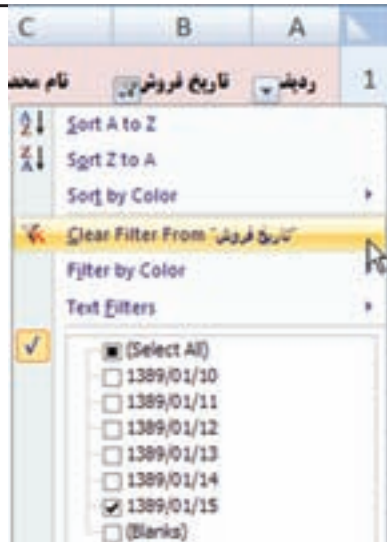 C B A
نام محصـ تاریخ فروش ردیف 1
Sort A to Z
Sort Z to A
Sort by Color
Clear Filter From "تاریخ فروش"
Filter by Color
Text Filters
(Select All)
1389/01/10
1389/01/11
1389/01/12
1389/01/13
1389/01/14
1389/01/15
(Blanks)